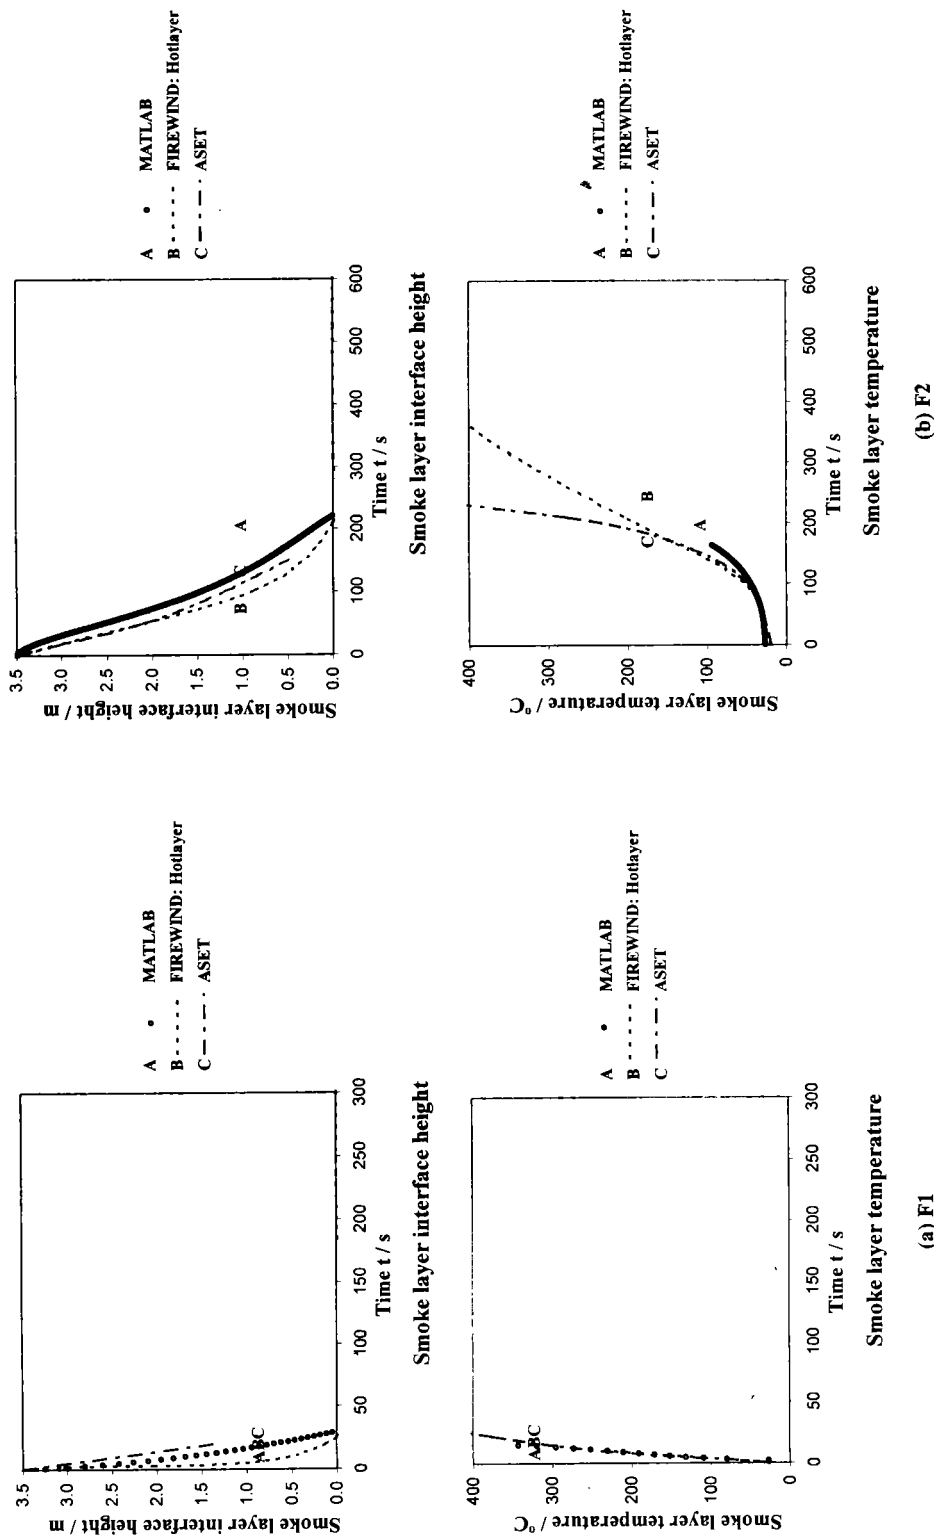 Smoke layer interface height / m
3.5
3.0
2.5
2.0
1.5
1.0
0.5
0.0
0
50
100
150
200
250
300
ABC
Time t / s
A • MATLAB
B ------- FIREWIND: Hotlayer
C — - — - — · ASET
Smoke layer interface height
Smoke layer temperature / °C
400
300
200
100
0
0
50
100
150
200
250
300
ABC
Time t / s
A • MATLAB
B ------- FIREWIND: Hotlayer
C — - — - — · ASET
Smoke layer temperature
(a) F1
Smoke layer interface height / m
3.5
3.0
2.5
2.0
1.5
1.0
0.5
0.0
0
100
200
300
400
500
600
B
C
A
Time t / s
A • MATLAB
B ------- FIREWIND: Hotlayer
C — - — - — · ASET
Smoke layer interface height
Smoke layer temperature / °C
400
300
200
100
0
0
100
200
300
400
500
600
C
B
A
Time t / s
A • MATLAB
B ------- FIREWIND: Hotlayer
C — - — - — · ASET
Smoke layer temperature
(b) F2